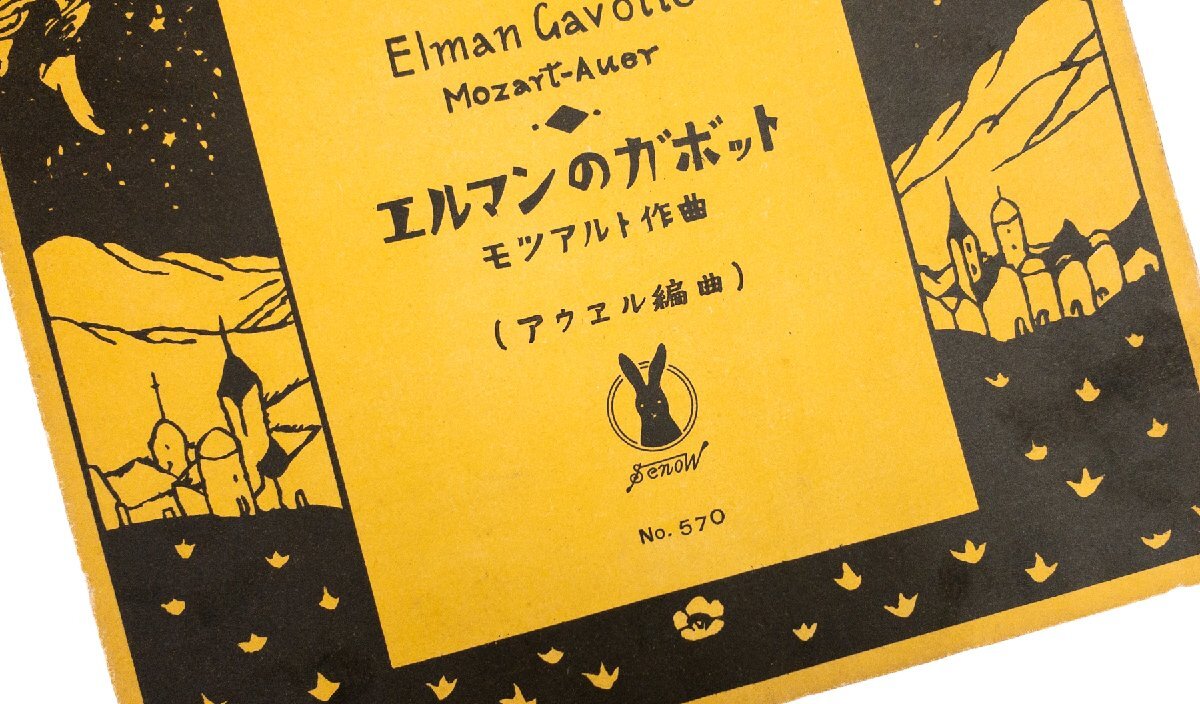 Elman Gavotte
Mozart-Auer
エルマンのガボット
モツアルト作曲
(アウヱル編曲)
SenoW
No. 570